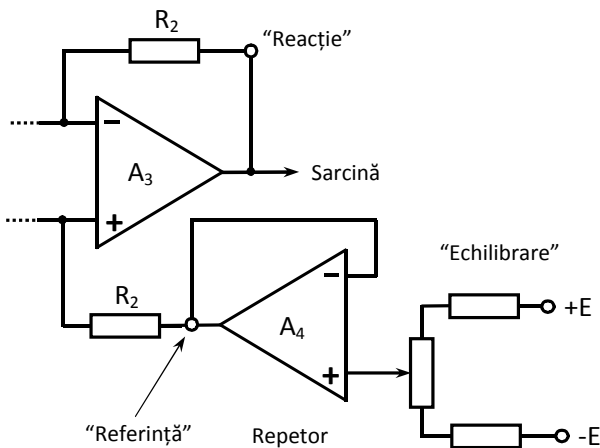 R₂
“Reacție”
−
A₃
Sarcină
+
“Echilibrare”
R₂
−
A₄
+E
+
“Referință”
Repetor
-E